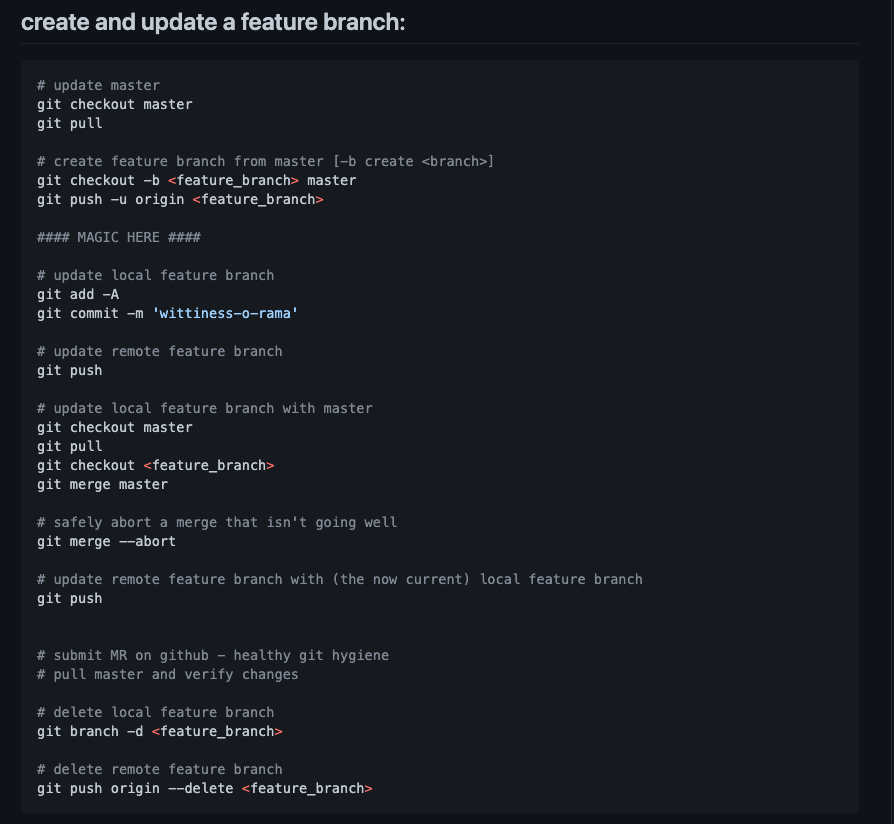 create and update a feature branch:
# update master
git checkout master
git pull
# create feature branch from master [-b create <branch>]
git checkout -b <feature_branch> master
git push -u origin <feature_branch>
#### MAGIC HERE ####
# update local feature branch
git add -A
git commit -m 'wittiness-o-rama'
# update remote feature branch
git push
# update local feature branch with master
git checkout master
git pull
git checkout <feature_branch>
git merge master
# safely abort a merge that isn't going well
git merge --abort
# update remote feature branch with (the now current) local feature branch
git push
# submit MR on github - healthy git hygiene
# pull master and verify changes
# delete local feature branch
git branch -d <feature_branch>
# delete remote feature branch
git push origin --delete <feature_branch>